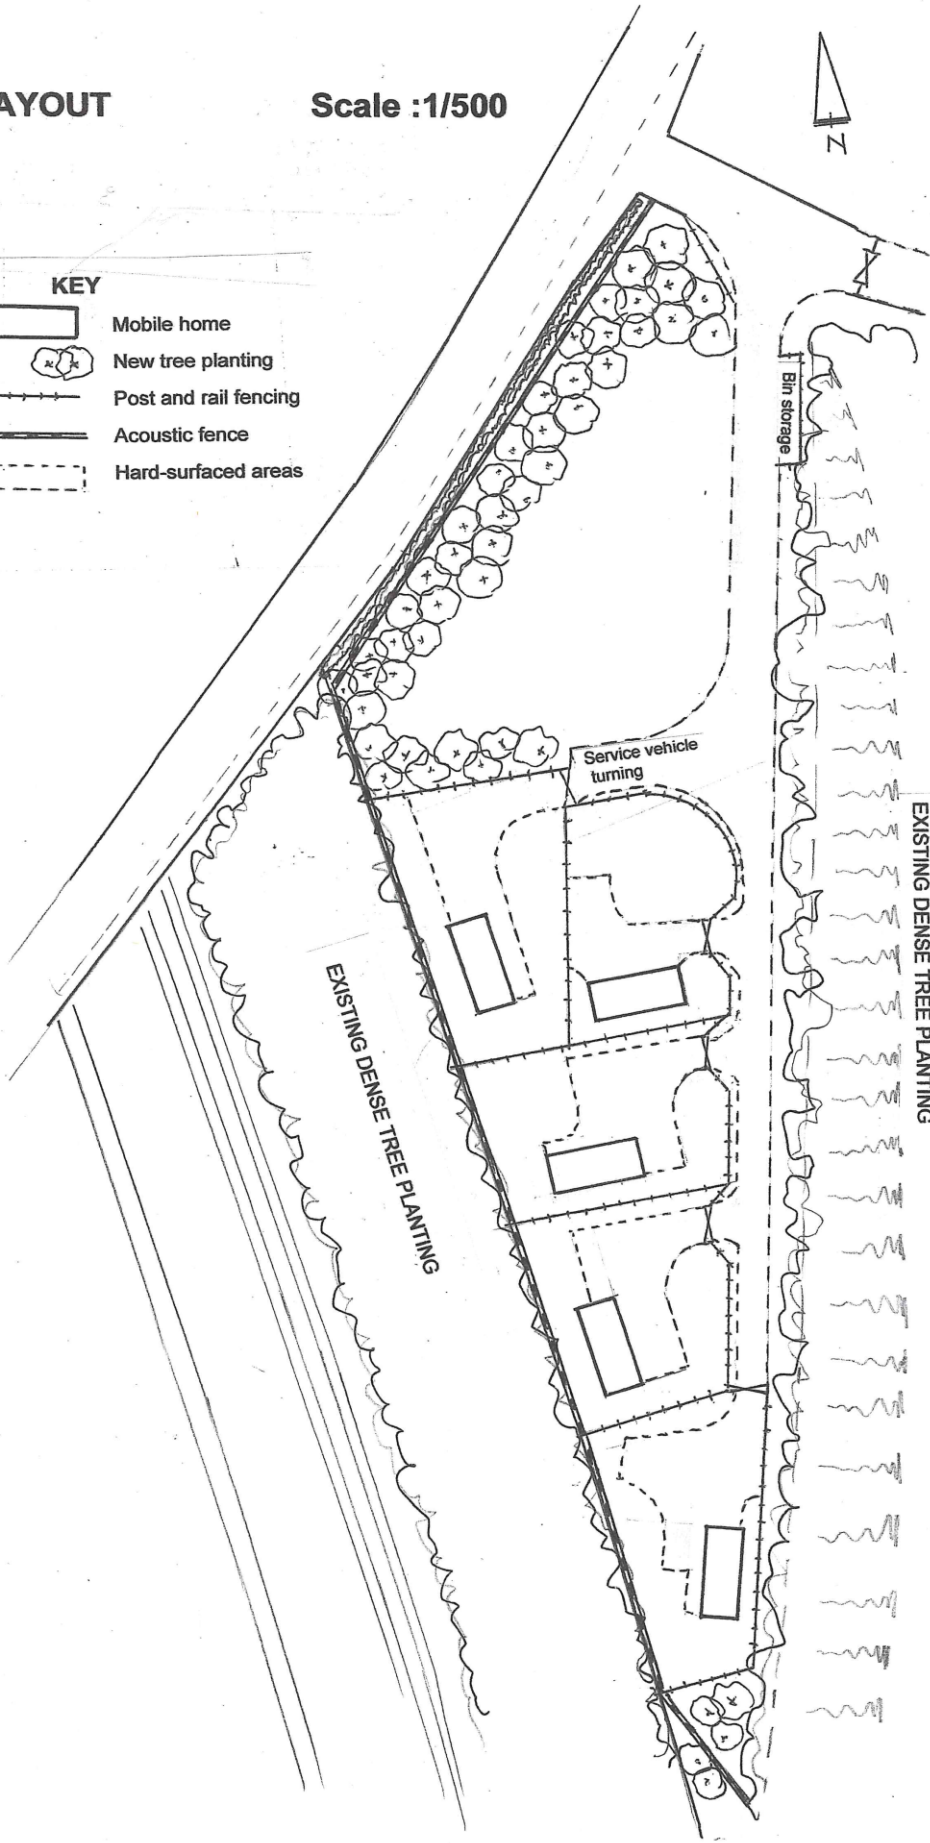 AYOUT
Scale :1/500
N
KEY
Mobile home
New tree planting
Post and rail fencing
Acoustic fence
Hard-surfaced areas
Bin storage
Service vehicle
turning
EXISTING DENSE TREE PLANTING
EXISTING DENSE TREE PLANTING